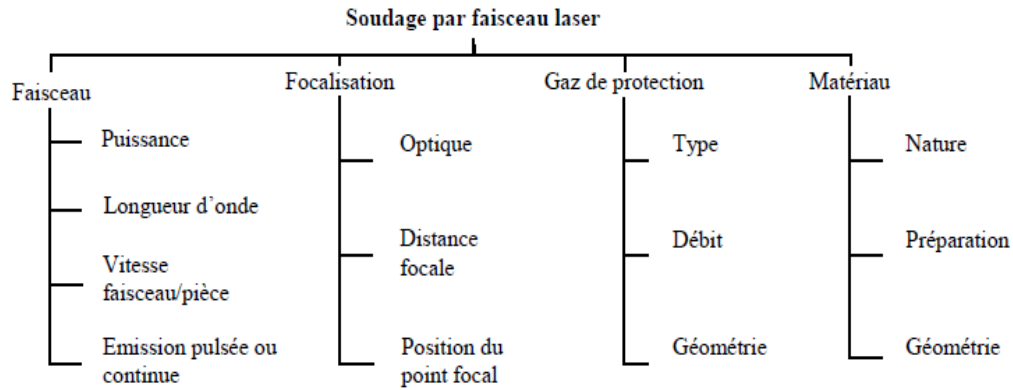 Soudage par faisceau laser
Faisceau
Puissance
Longueur d'onde
Vitesse
faisceau/pièce
Emission pulsée ou
continue
Focalisation
Optique
Distance
focale
Position du
point focal
Gaz de protection
Type
Débit
Géométrie
Matériau
Nature
Préparation
Géométrie